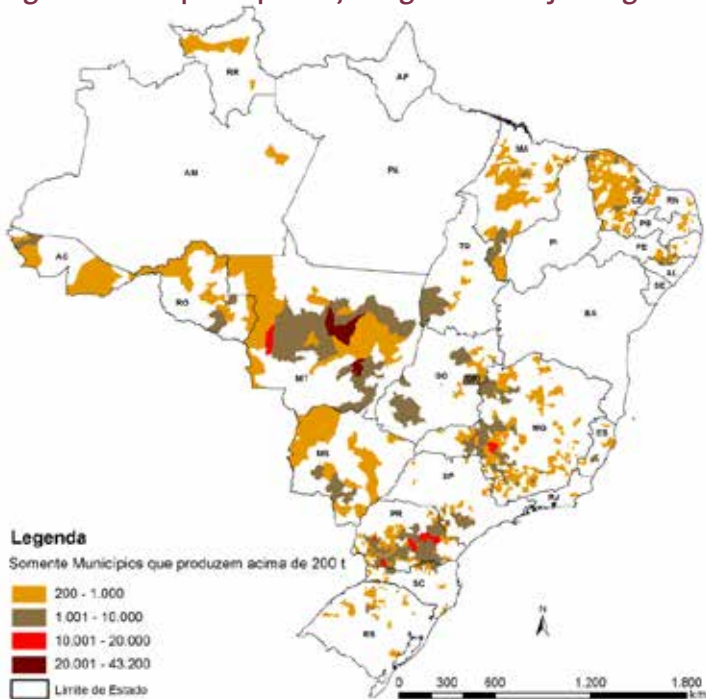 RR
AP
AM
PA
MA
CE
RN
PB
PE
AL
SE
PI
TO
AC
RO
BA
MT
GO
DF
MG
ES
MS
SP
RJ
PR
SC
RS
Legenda
Somente Municípios que produzem acima de 200 t
200 - 1.000
1.001 - 10.000
10.001 - 20.000
20.001 - 43.200
Limite de Estado
N
0 300 600 1.200 1.800
km